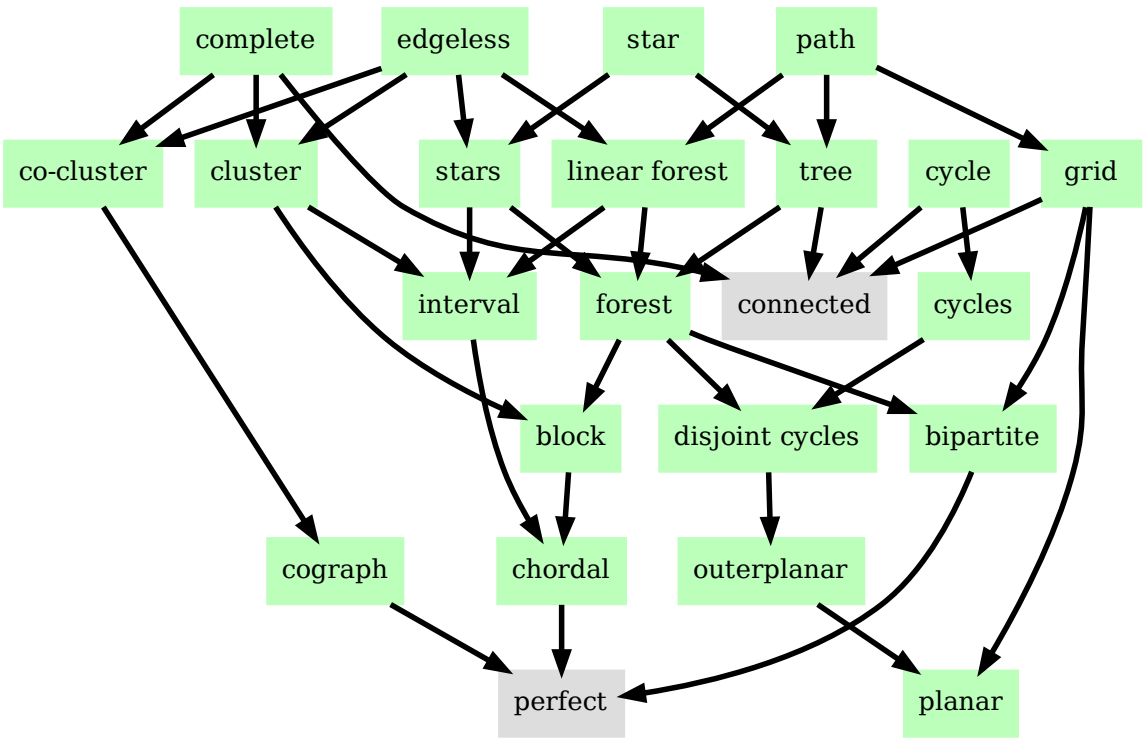 complete
edgeless
star
path
co-cluster
cluster
stars
linear forest
tree
cycle
grid
interval
forest
connected
cycles
block
disjoint cycles
bipartite
cograph
chordal
outerplanar
perfect
planar